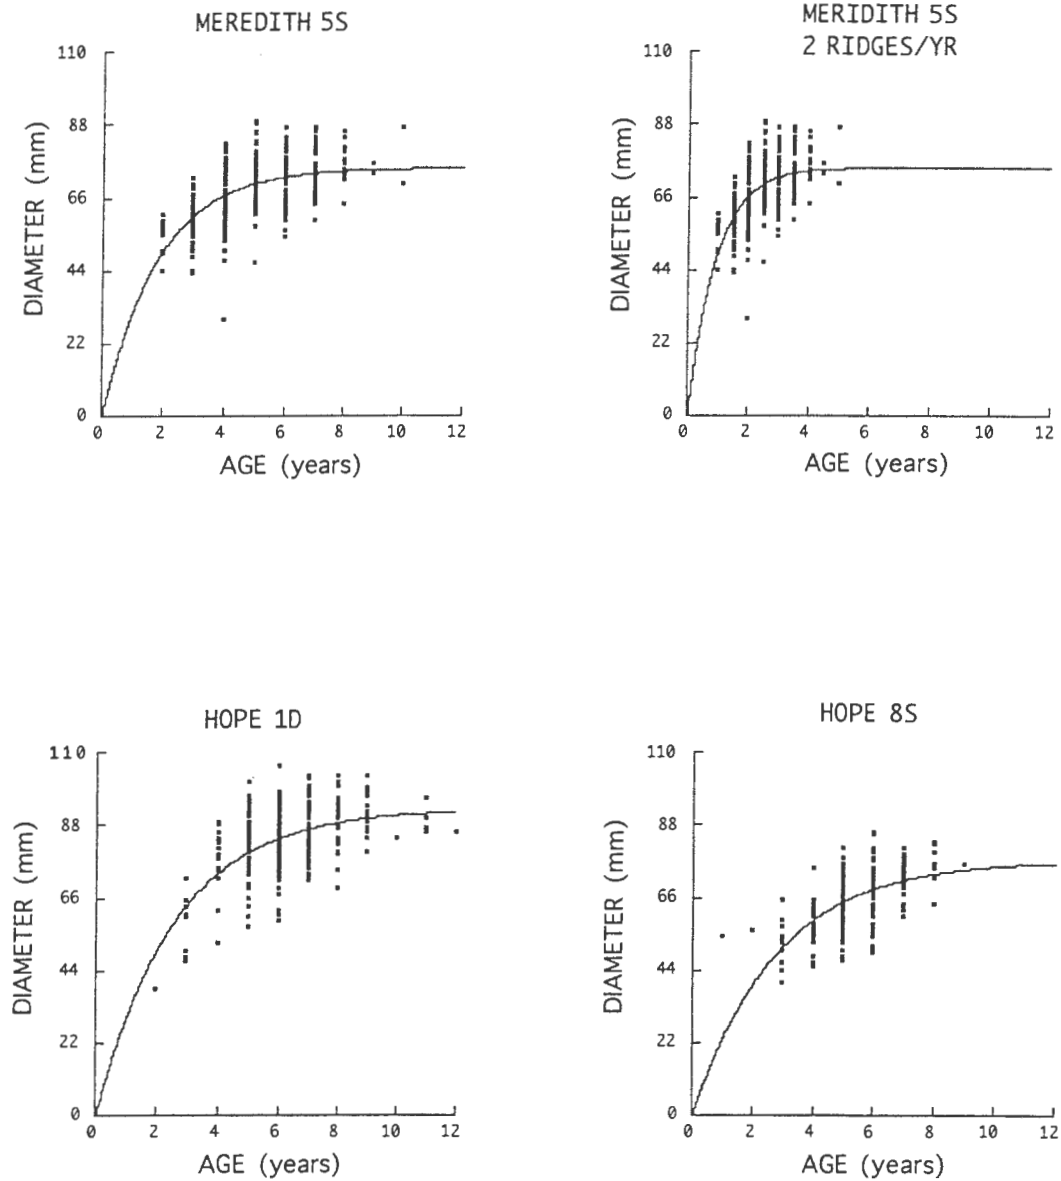 MEREDITH 5S
110
88
66
44
22
0
DIAMETER (mm)
0 2 4 6 8 10 12
AGE (years)
MERIDITH 5S
2 RIDGES/YR
110
88
66
44
22
0
DIAMETER (mm)
0 2 4 6 8 10 12
AGE (years)
HOPE 1D
110
88
66
44
22
0
DIAMETER (mm)
0 2 4 6 8 10 12
AGE (years)
HOPE 8S
110
88
66
44
22
0
DIAMETER (mm)
0 2 4 6 8 10 12
AGE (years)